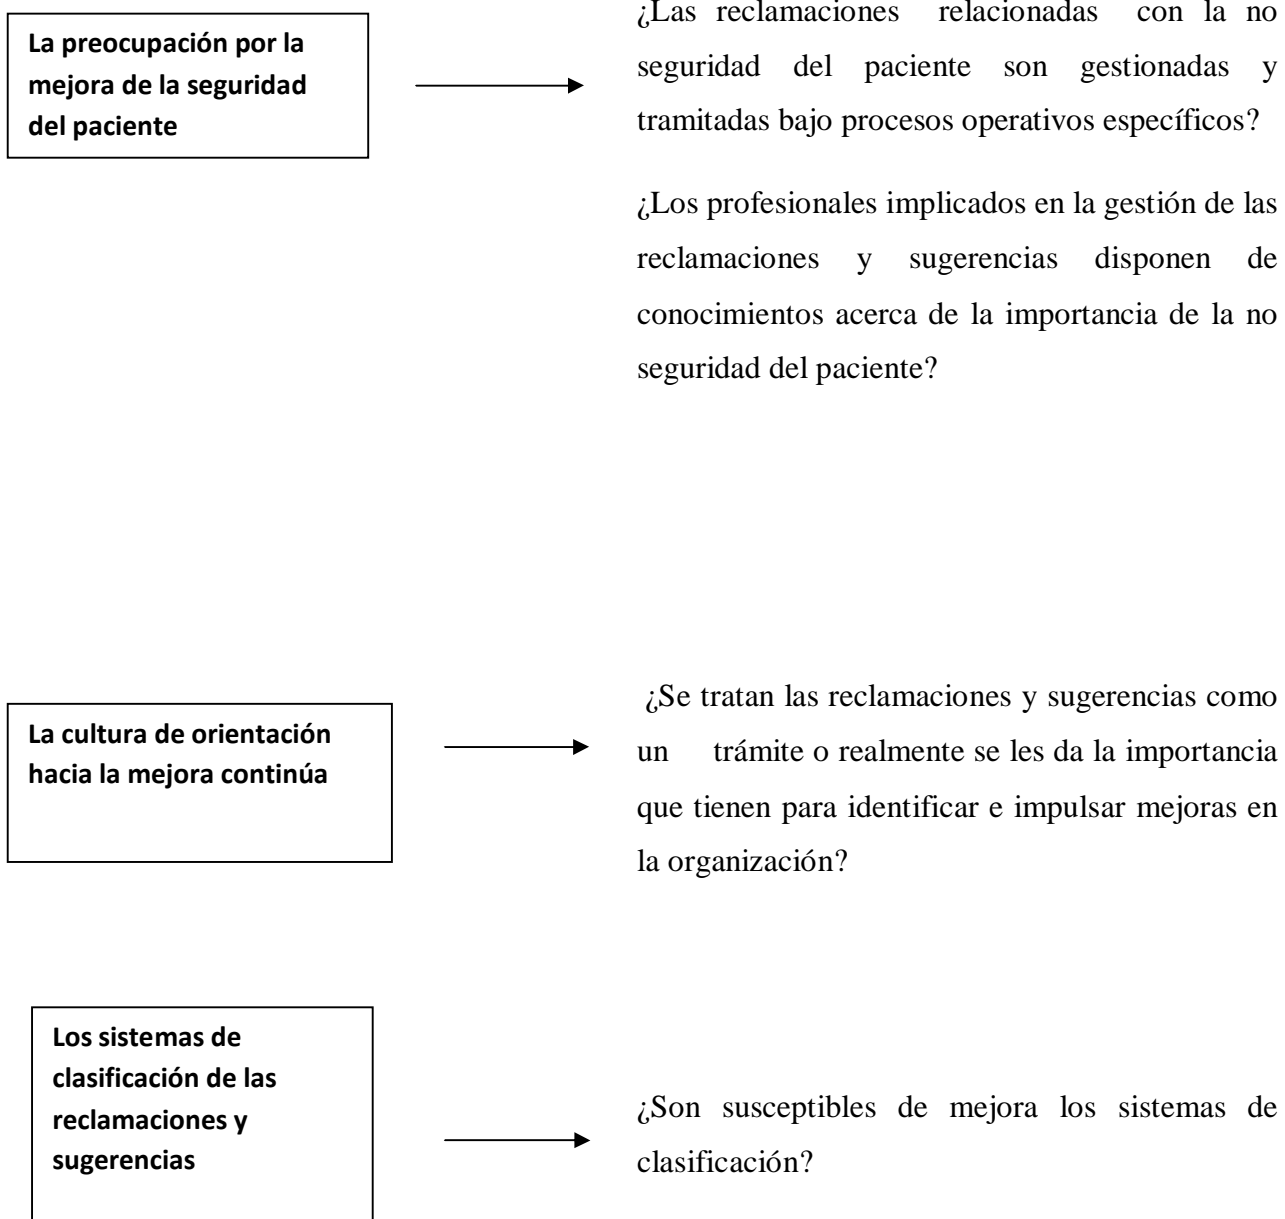 La preocupación por la
mejora de la seguridad
del paciente
¿Las reclamaciones relacionadas con la no
seguridad del paciente son gestionadas y
tramitadas bajo procesos operativos específicos?
¿Los profesionales implicados en la gestión de las
reclamaciones y sugerencias disponen de
conocimientos acerca de la importancia de la no
seguridad del paciente?
La cultura de orientación
hacia la mejora continúa
¿Se tratan las reclamaciones y sugerencias como
un trámite o realmente se les da la importancia
que tienen para identificar e impulsar mejoras en
la organización?
Los sistemas de
clasificación de las
reclamaciones y
sugerencias
¿Son susceptibles de mejora los sistemas de
clasificación?